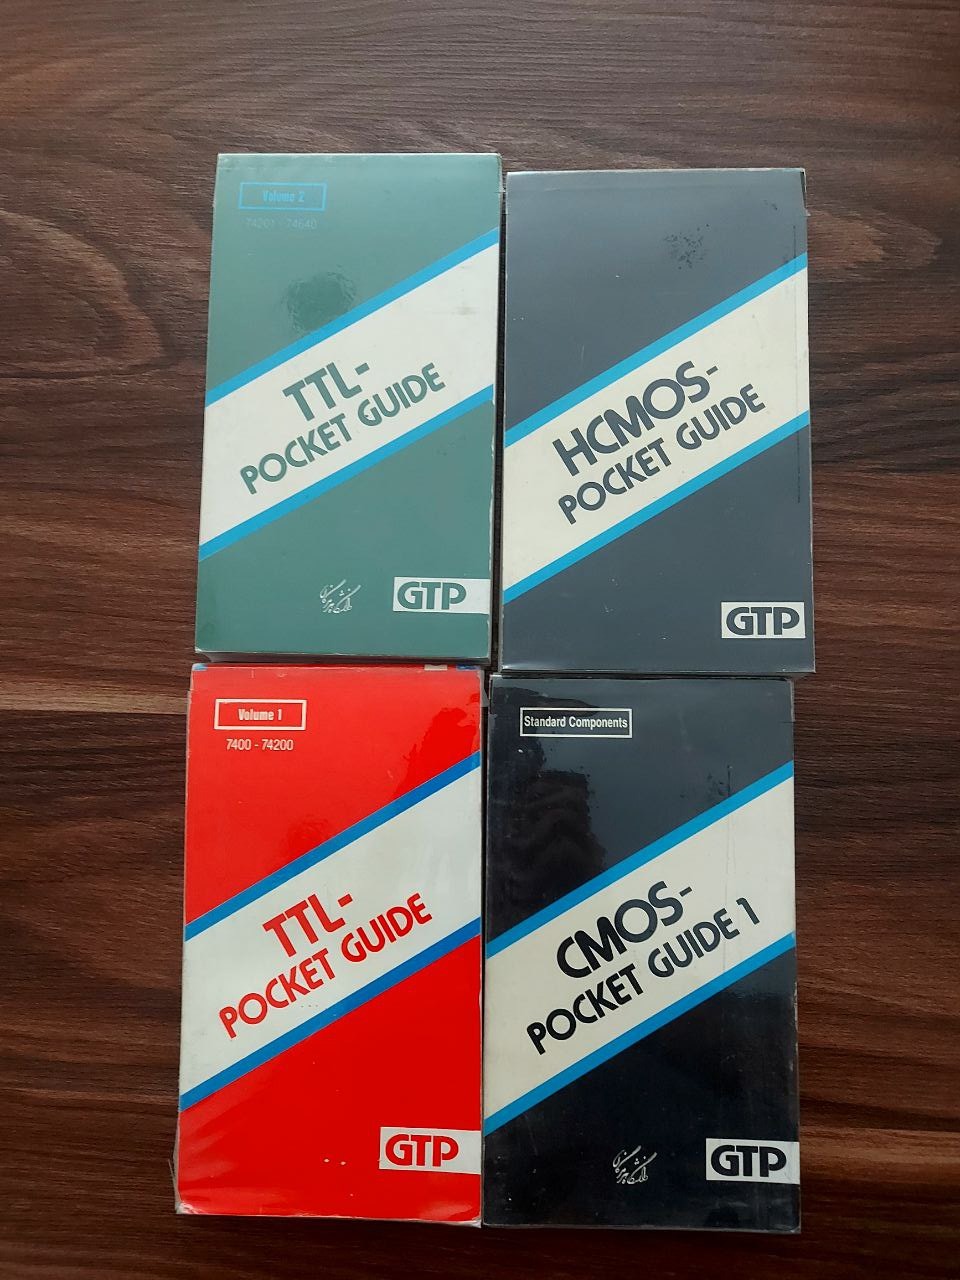 Volume 2
74201 - 74640
TTL-
POCKET GUIDE
GTP
HCMOS-
POCKET GUIDE
GTP
Volume 1
7400 - 74200
TTL-
POCKET GUIDE
GTP
Standard Components
CMOS-
POCKET GUIDE 1
GTP